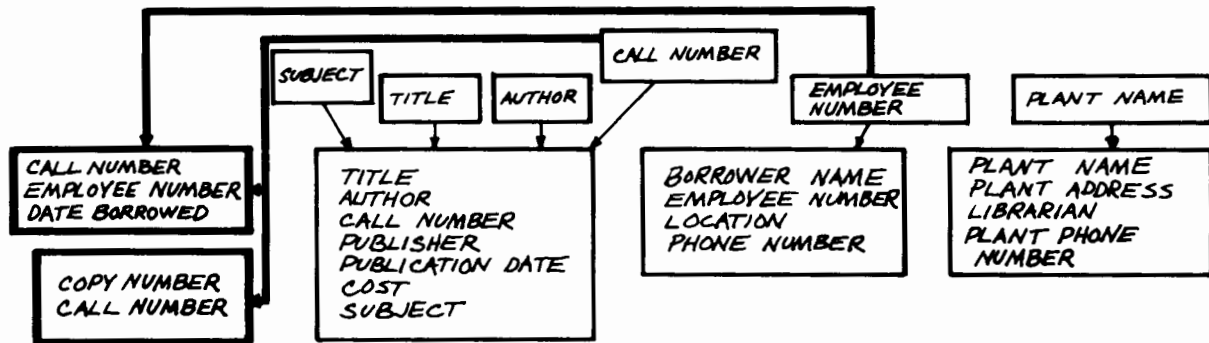 CALL NUMBER
SUBJECT
TITLE
AUTHOR
EMPLOYEE
NUMBER
PLANT NAME
CALL NUMBER
EMPLOYEE NUMBER
DATE BORROWED
COPY NUMBER
CALL NUMBER
TITLE
AUTHOR
CALL NUMBER
PUBLISHER
PUBLICATION DATE
COST
SUBJECT
BORROWER NAME
EMPLOYEE NUMBER
LOCATION
PHONE NUMBER
PLANT NAME
PLANT ADDRESS
LIBRARIAN
PLANT PHONE
NUMBER